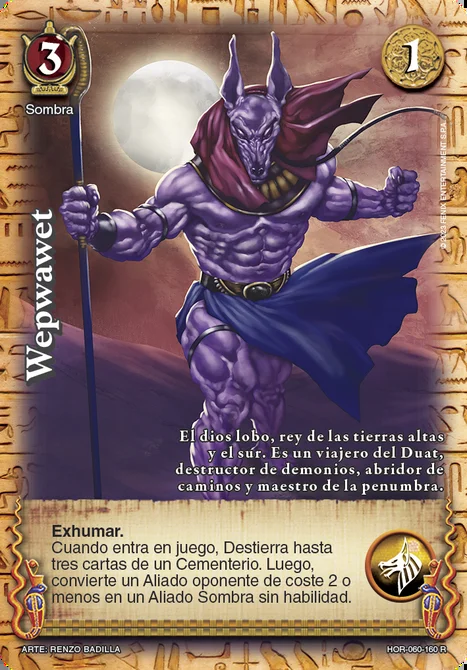 3
1
Sombra
© 2023 FENIX ENTERTAINMENT S.P.A.
Wepwawet
El dios lobo, rey de las tierras altas
y el sur. Es un viajero del Duat,
destructor de demonios, abridor de
caminos y maestro de la penumbra.
Exhumar.
Cuando entra en juego, Destierra hasta
tres cartas de un Cementerio. Luego,
convierte un Aliado oponente de coste 2 o
menos en un Aliado Sombra sin habilidad.
ARTE: RENZO BADILLA
HOR-060-160 R